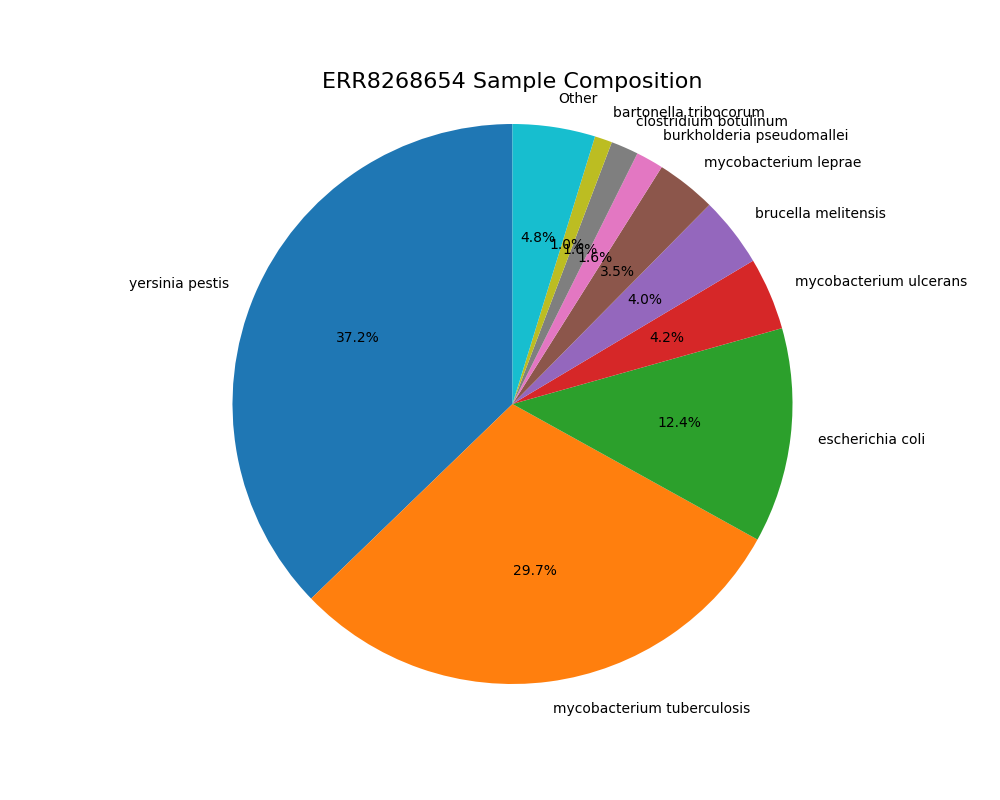 ERR8268654 Sample Composition
Other
bartonella tribocorum
clostridium botulinum
burkholderia pseudomallei
mycobacterium leprae
brucella melitensis
mycobacterium ulcerans
escherichia coli
mycobacterium tuberculosis
yersinia pestis
4.8%
1.0%
1.6%
1.6%
3.5%
4.0%
4.2%
12.4%
29.7%
37.2%